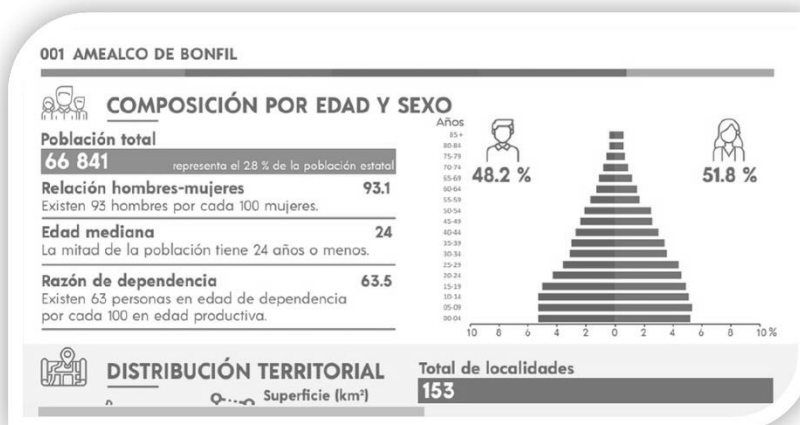 001 AMEALCO DE BONFIL
COMPOSICIÓN POR EDAD Y SEXO
Población total
66 841
representa el 2.8 % de la población estatal
Relación hombres-mujeres 93.1
Existen 93 hombres por cada 100 mujeres.
Edad mediana 24
La mitad de la población tiene 24 años o menos.
Razón de dependencia 63.5
Existen 63 personas en edad de dependencia
por cada 100 en edad productiva.
Años
85+
80-84
75-79
70-74
65-69
60-64
55-59
50-54
45-49
40-44
35-39
30-34
25-29
20-24
15-19
10-14
05-09
00-04
48.2 %
51.8 %
10 8 6 4 2 0 2 4 6 8 10%
DISTRIBUCIÓN TERRITORIAL
Superficie (km²)
Total de localidades
153